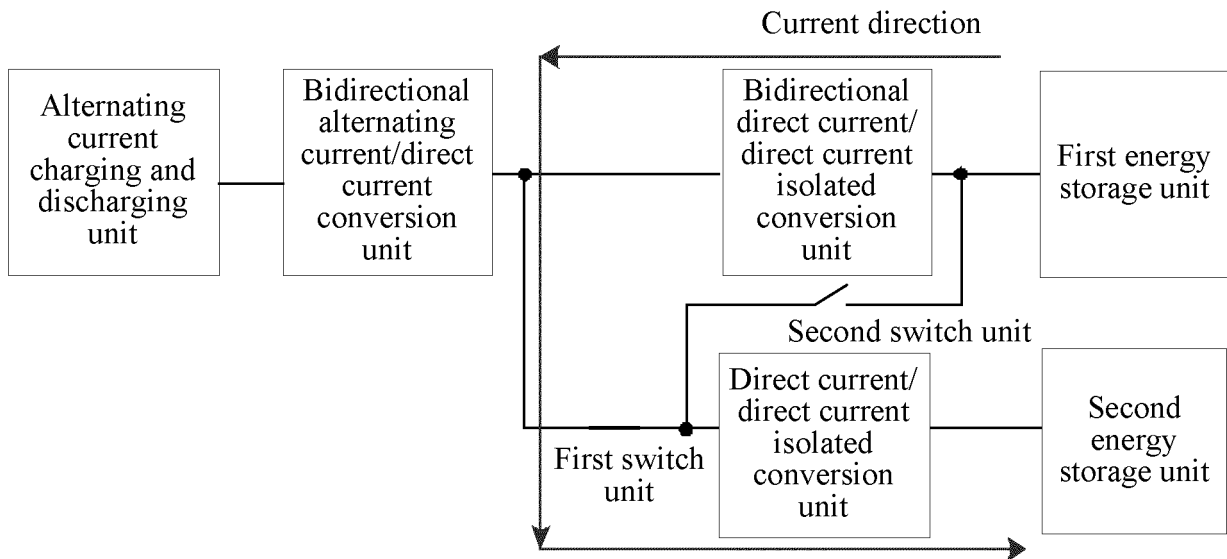 Current direction
Alternating
current
charging and
discharging
unit
Bidirectional
alternating
current/direct
current
conversion
unit
Bidirectional
direct current/
direct current
isolated
conversion
unit
First energy
storage unit
Second switch unit
First switch
unit
Direct current/
direct current
isolated
conversion
unit
Second
energy
storage unit